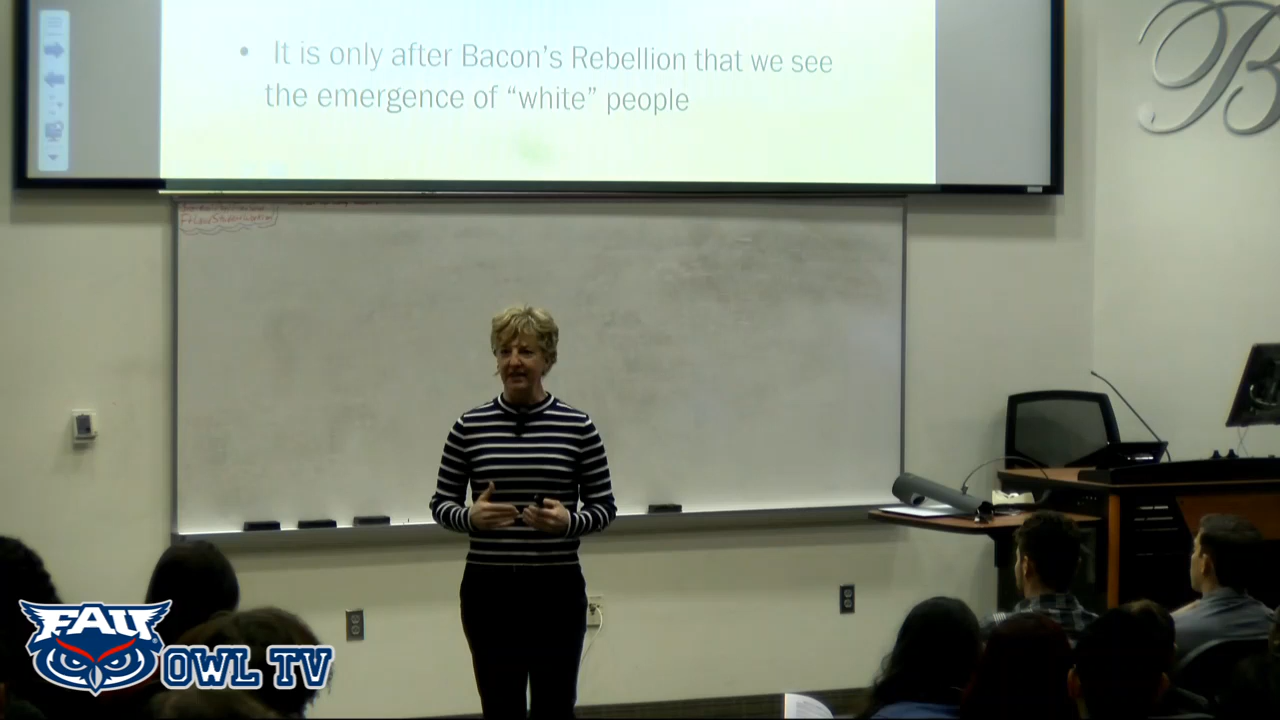 • It is only after Bacon's Rebellion that we see
the emergence of “white” people
B
FAU
OWL TV